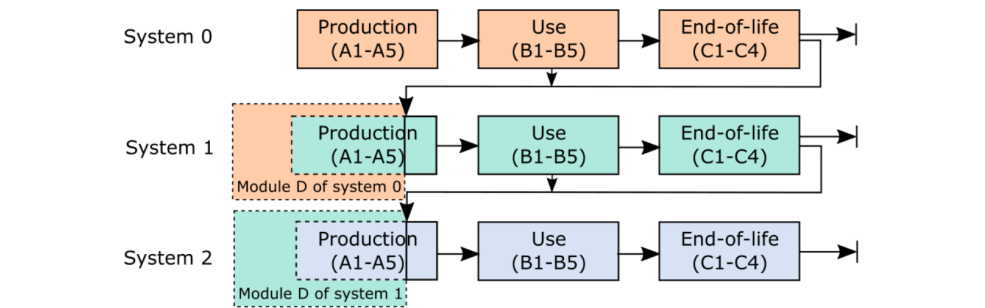 System 0
Production
(A1-A5)
Use
(B1-B5)
End-of-life
(C1-C4)
System 1
Production
(A1-A5)
Use
(B1-B5)
End-of-life
(C1-C4)
Module D of system 0
System 2
Production
(A1-A5)
Use
(B1-B5)
End-of-life
(C1-C4)
Module D of system 1